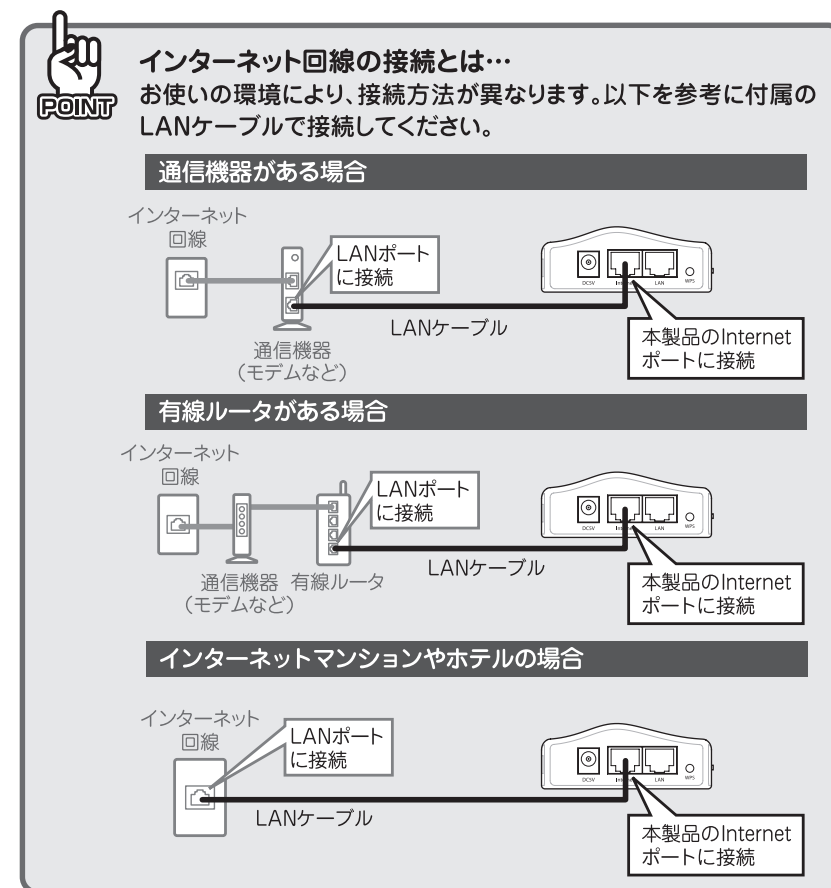 POINT
インターネット回線の接続とは…
お使いの環境により、接続方法が異なります。以下を参考に付属の
LANケーブルで接続してください。
通信機器がある場合
インターネット
回線
LANポート
に接続
DC5V
Internet
LAN
WPS
LANケーブル
本製品のInternet
ポートに接続
通信機器
(モデムなど)
有線ルータがある場合
インターネット
回線
LANポート
に接続
DC5V
Internet
LAN
WPS
LANケーブル
本製品のInternet
ポートに接続
通信機器
(モデムなど)
有線ルータ
インターネットマンションやホテルの場合
インターネット
回線
LANポート
に接続
DC5V
LAN
WPS
LANケーブル
本製品のInternet
ポートに接続